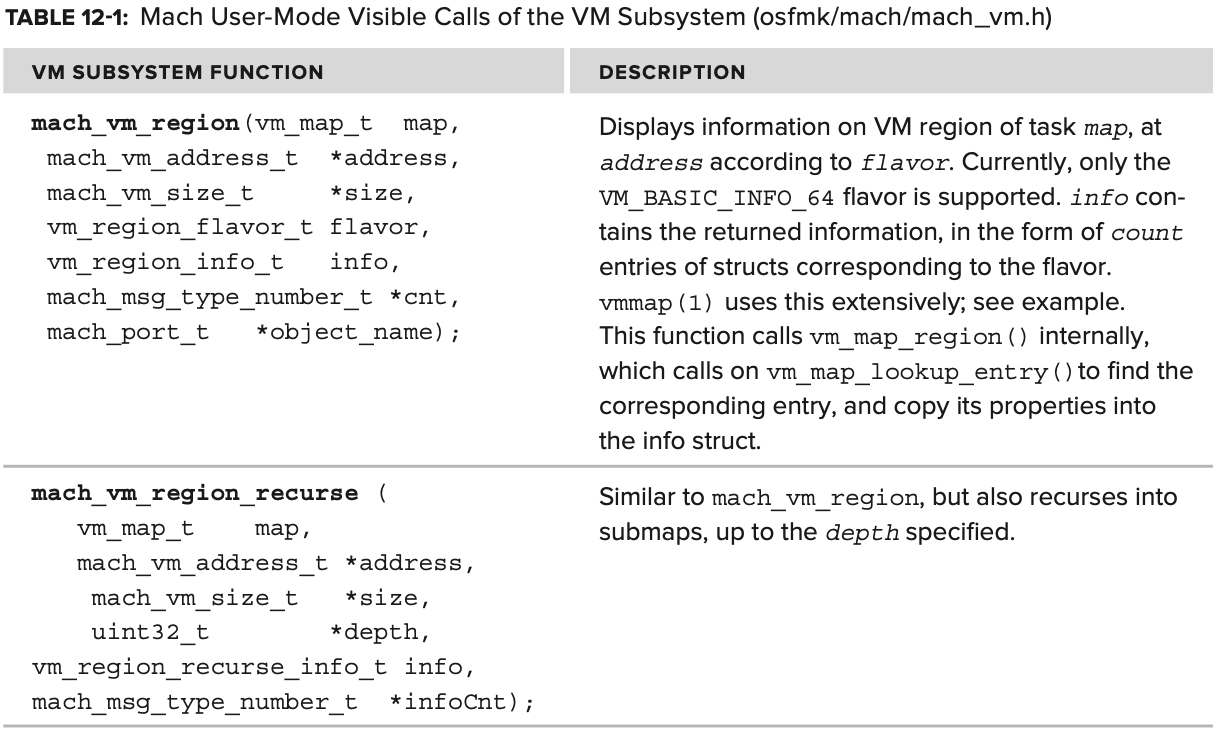 TABLE 12-1: Mach User-Mode Visible Calls of the VM Subsystem (osfmk/mach/mach_vm.h)
VM SUBSYSTEM FUNCTION
DESCRIPTION
mach_vm_region(vm_map_t map,
mach_vm_address_t *address,
mach_vm_size_t *size,
vm_region_flavor_t flavor,
vm_region_info_t info,
mach_msg_type_number_t *cnt,
mach_port_t *object_name);
Displays information on VM region of task map, at
address according to flavor. Currently, only the
VM_BASIC_INFO_64 flavor is supported. info con-
tains the returned information, in the form of count
entries of structs corresponding to the flavor.
vmmap(1) uses this extensively; see example.
This function calls vm_map_region() internally,
which calls on vm_map_lookup_entry()to find the
corresponding entry, and copy its properties into
the info struct.
mach_vm_region_recurse (
vm_map_t map,
mach_vm_address_t *address,
mach_vm_size_t *size,
uint32_t *depth,
vm_region_recurse_info_t info,
mach_msg_type_number_t *infoCnt);
Similar to mach_vm_region, but also recurses into
submaps, up to the depth specified.